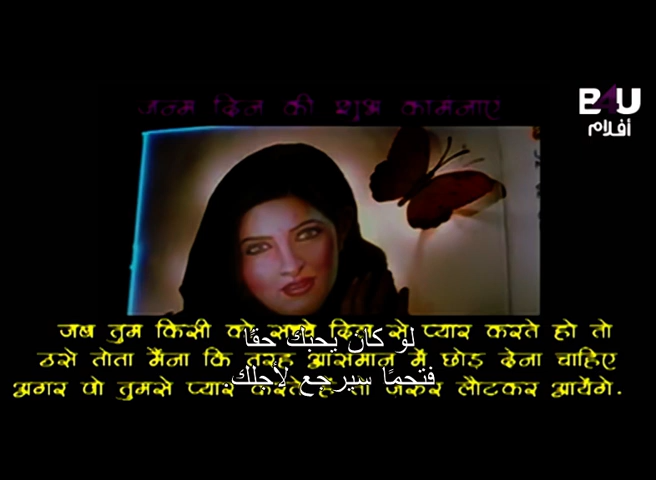 B4U
أفلام
जन्म दिन की शुभ कामनाए
जब तुम किसी को सच्चे दिल से प्यार करते हो तो
لو كان يحبك حقًا
उसे तोता मैंना कि तरह आसमान में छोड़ देना चाहिए
فتحمًا سيرجع لأجلك.
अगर वो तुमसे प्यार करते है तो जरुर लौटकर आयेंगे.